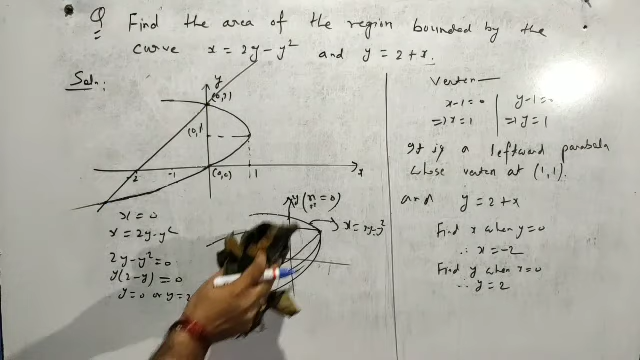 Q Find the area of the region bounded by the
curve x = 2y - y² and y = 2 + x.
Soln:
y
(0,2)
(0,1)
-2 -1 (0,0) 1 x
x = 0
x = 2y - y²
2y - y² = 0
y(2 - y) = 0
y = 0 or y = 2
x = 2y - y²
Vertex —
x - 1 = 0 | y - 1 = 0
⇒ x = 1 | ⇒ y = 1
It is a leftward parabola
whose vertex at (1,1).
and y = 2 + x
Find x when y = 0
∴ x = -2
Find y when x = 0
∴ y = 2